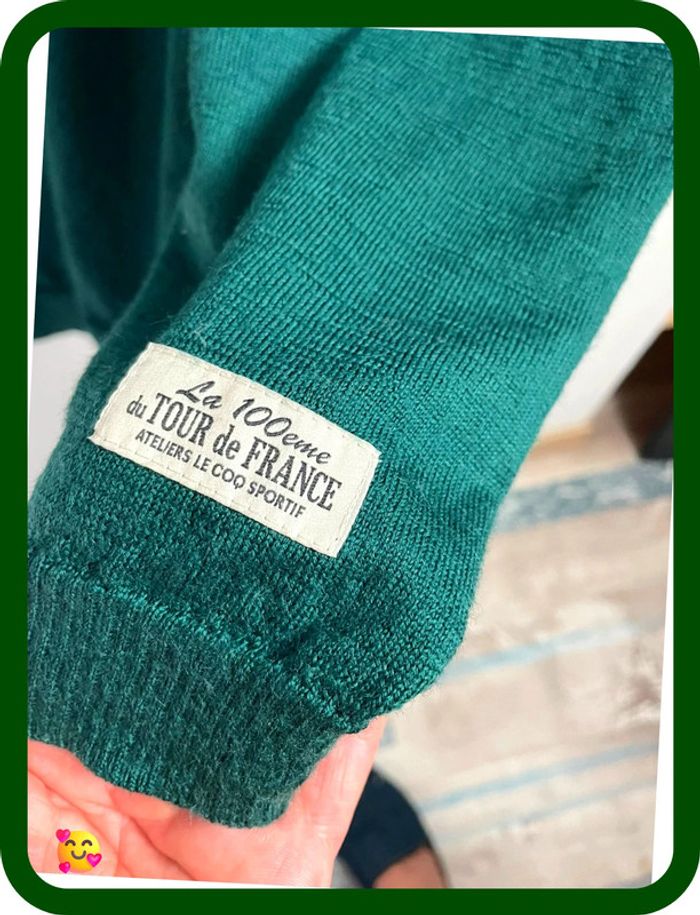 La 100eme
du TOUR de FRANCE
ATELIERS LE COQ SPORTIF